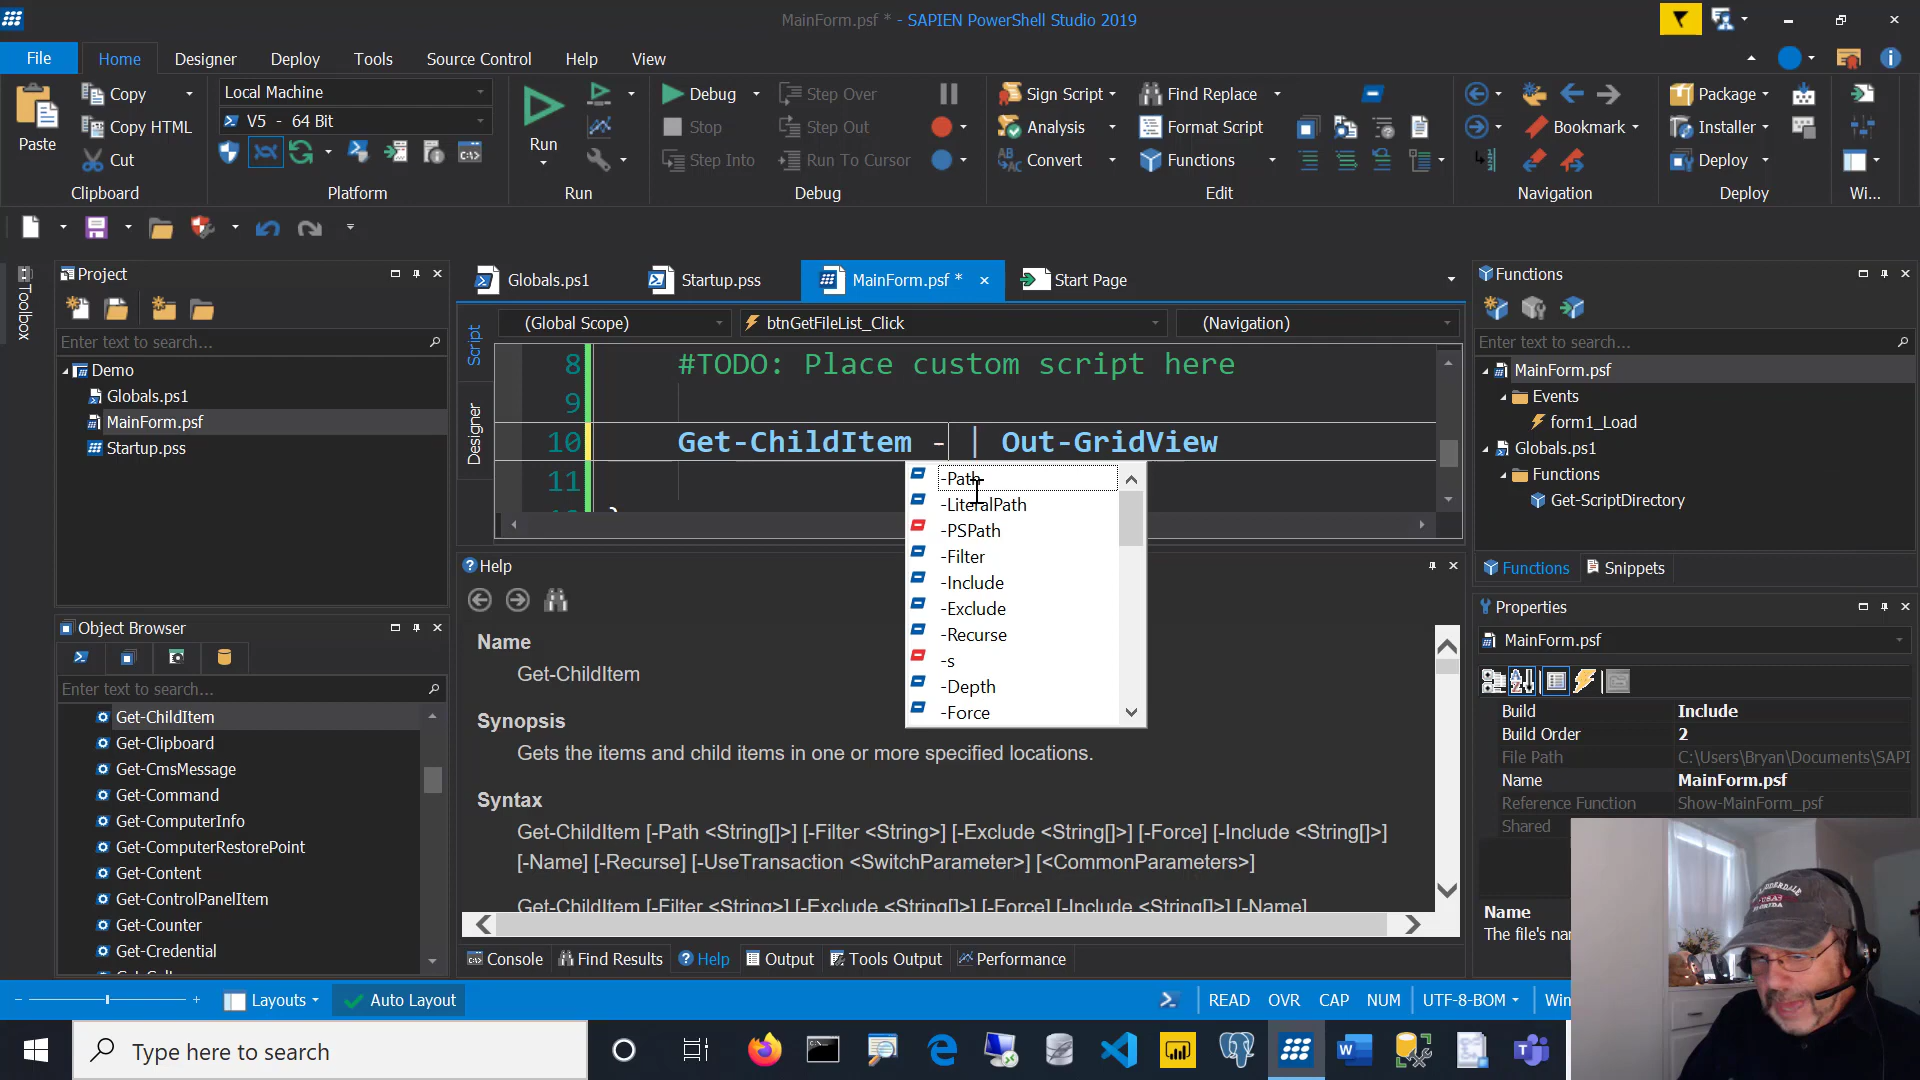 MainForm.psf * - SAPIEN PowerShell Studio 2019
File
Home
Designer
Deploy
Tools
Source Control
Help
View
Paste
Copy
Copy HTML
Cut
Clipboard
Local Machine
V5 - 64 Bit
Platform
Run
Run
Debug
Stop
Step Into
Step Over
Step Out
Run To Cursor
Debug
Sign Script
Analysis
Convert
Find Replace
Format Script
Functions
Edit
Bookmark
Navigation
Package
Installer
Deploy
Deploy
Wi...
Toolbox
Project
Enter text to search...
Demo
Globals.ps1
MainForm.psf
Startup.pss
Object Browser
Enter text to search...
Get-ChildItem
Get-Clipboard
Get-CmsMessage
Get-Command
Get-ComputerInfo
Get-ComputerRestorePoint
Get-Content
Get-ControlPanelItem
Get-Counter
Get-Credential
Globals.ps1
Startup.pss
MainForm.psf *
Start Page
Script
Designer
(Global Scope)
btnGetFileList_Click
(Navigation)
8 #TODO: Place custom script here
9
10 Get-ChildItem - | Out-GridView
11
-Path
-LiteralPath
-PSPath
-Filter
-Include
-Exclude
-Recurse
-s
-Depth
-Force
Help
Name
Get-ChildItem
Synopsis
Gets the items and child items in one or more specified locations.
Syntax
Get-ChildItem [-Path <String[]>] [-Filter <String>] [-Exclude <String[]>] [-Force] [-Include <String[]>]
[-Name] [-Recurse] [-UseTransaction <SwitchParameter>] [<CommonParameters>]
Get-ChildItem [-Filter <String>] [-Exclude <String[]>] [-Force] [-Include <String[]>] [-Name]
Console
Find Results
Help
Output
Tools Output
Performance
Functions
Enter text to search...
MainForm.psf
Events
form1_Load
Globals.ps1
Functions
Get-ScriptDirectory
Functions
Snippets
Properties
MainForm.psf
Build Include
Build Order 2
File Path C:\Users\Bryan\Documents\SAPI
Name MainForm.psf
Reference Function Show-MainForm_psf
Shared
Name
The file's
Layouts
Auto Layout
READ
OVR
CAP
NUM
UTF-8-BOM
Type here to search